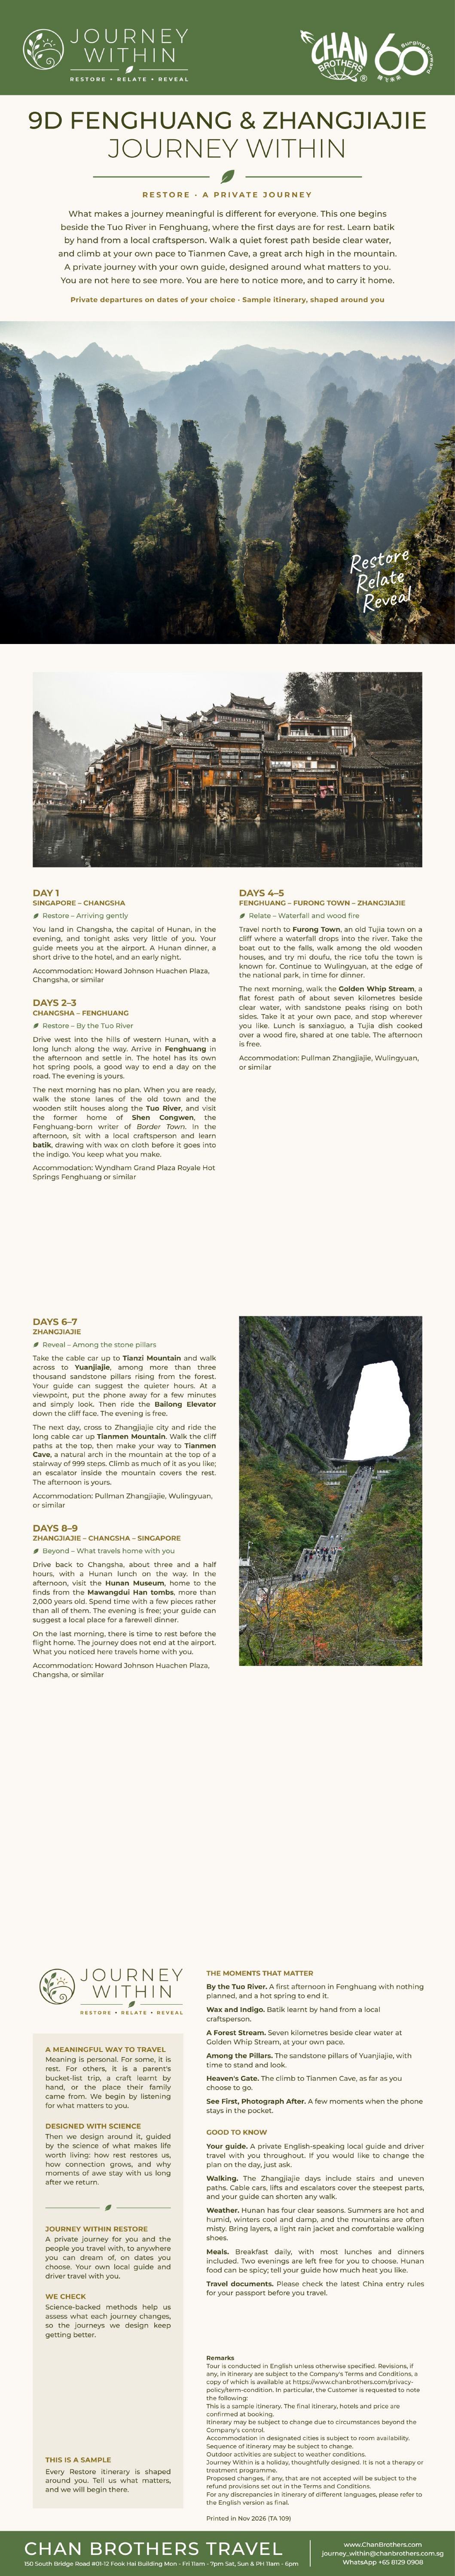 JOURNEY
WITHIN
RESTORE • RELATE • REVEAL
CHAN
BROTHERS
®
60
Surging Forward
9D FENGHUANG & ZHANGJIAJIE
JOURNEY WITHIN
RESTORE · A PRIVATE JOURNEY
What makes a journey meaningful is different for everyone. This one begins
beside the Tuo River in Fenghuang, where the first days are for rest. Learn batik
by hand from a local craftsperson. Walk a quiet forest path beside clear water,
and climb at your own pace to Tianmen Cave, a great arch high in the mountain.
A private journey with your own guide, designed around what matters to you.
You are not here to see more. You are here to notice more, and to carry it home.
Private departures on dates of your choice · Sample itinerary, shaped around you
Restore
Relate
Reveal
DAY 1
SINGAPORE – CHANGSHA
Restore – Arriving gently
You land in Changsha, the capital of Hunan, in the
evening, and tonight asks very little of you. Your
guide meets you at the airport. A Hunan dinner, a
short drive to the hotel, and an early night.
Accommodation: Howard Johnson Huachen Plaza,
Changsha, or similar
DAYS 2–3
CHANGSHA – FENGHUANG
Restore – By the Tuo River
Drive west into the hills of western Hunan, with a
long lunch along the way. Arrive in Fenghuang in
the afternoon and settle in. The hotel has its own
hot spring pools, a good way to end a day on the
road. The evening is yours.
The next morning has no plan. When you are ready,
walk the stone lanes of the old town and the
wooden stilt houses along the Tuo River, and visit
the former home of Shen Congwen, the
Fenghuang-born writer of Border Town. In the
afternoon, sit with a local craftsperson and learn
batik, drawing with wax on cloth before it goes into
the indigo. You keep what you make.
Accommodation: Wyndham Grand Plaza Royale Hot
Springs Fenghuang or similar
DAYS 4–5
FENGHUANG – FURONG TOWN – ZHANGJIAJIE
Relate – Waterfall and wood fire
Travel north to Furong Town, an old Tujia town on a
cliff where a waterfall drops into the river. Take the
boat out to the falls, walk among the old wooden
houses, and try mi doufu, the rice tofu the town is
known for. Continue to Wulingyuan, at the edge of
the national park, in time for dinner.
The next morning, walk the Golden Whip Stream, a
flat forest path of about seven kilometres beside
clear water, with sandstone peaks rising on both
sides. Take it at your own pace, and stop wherever
you like. Lunch is sanxiaguo, a Tujia dish cooked
over a wood fire, shared at one table. The afternoon
is free.
Accommodation: Pullman Zhangjiajie, Wulingyuan,
or similar
DAYS 6–7
ZHANGJIAJIE
Reveal – Among the stone pillars
Take the cable car up to Tianzi Mountain and walk
across to Yuanjiajie, among more than three
thousand sandstone pillars rising from the forest.
Your guide can suggest the quieter hours. At a
viewpoint, put the phone away for a few minutes
and simply look. Then ride the Bailong Elevator
down the cliff face. The evening is free.
The next day, cross to Zhangjiajie city and ride the
long cable car up Tianmen Mountain. Walk the cliff
paths at the top, then make your way to Tianmen
Cave, a natural arch in the mountain at the top of a
stairway of 999 steps. Climb as much of it as you like;
an escalator inside the mountain covers the rest.
The afternoon is yours.
Accommodation: Pullman Zhangjiajie, Wulingyuan,
or similar
DAYS 8–9
ZHANGJIAJIE – CHANGSHA – SINGAPORE
Beyond – What travels home with you
Drive back to Changsha, about three and a half
hours, with a Hunan lunch on the way. In the
afternoon, visit the Hunan Museum, home to the
finds from the Mawangdui Han tombs, more than
2,000 years old. Spend time with a few pieces rather
than all of them. The evening is free; your guide can
suggest a local place for a farewell dinner.
On the last morning, there is time to rest before the
flight home. The journey does not end at the airport.
What you noticed here travels home with you.
Accommodation: Howard Johnson Huachen Plaza,
Changsha, or similar
JOURNEY
WITHIN
RESTORE • RELATE • REVEAL
A MEANINGFUL WAY TO TRAVEL
Meaning is personal. For some, it is
rest. For others, it is a parent's
bucket-list trip, a craft learnt by
hand, or the place their family
came from. We begin by listening
for what matters to you.
DESIGNED WITH SCIENCE
Then we design around it, guided
by the science of what makes life
worth living: how rest restores us,
how connection grows, and why
moments of awe stay with us long
after we return.
JOURNEY WITHIN RESTORE
A private journey for you and the
people you travel with, to anywhere
you can dream of, on dates you
choose. Your own local guide and
driver travel with you.
WE CHECK
Science-backed methods help us
assess what each journey changes,
so the journeys we design keep
getting better.
THIS IS A SAMPLE
Every Restore itinerary is shaped
around you. Tell us what matters,
and we will begin there.
THE MOMENTS THAT MATTER
By the Tuo River. A first afternoon in Fenghuang with nothing
planned, and a hot spring to end it.
Wax and Indigo. Batik learnt by hand from a local
craftsperson.
A Forest Stream. Seven kilometres beside clear water at
Golden Whip Stream, at your own pace.
Among the Pillars. The sandstone pillars of Yuanjiajie, with
time to stand and look.
Heaven's Gate. The climb to Tianmen Cave, as far as you
choose to go.
See First, Photograph After. A few moments when the phone
stays in the pocket.
GOOD TO KNOW
Your guide. A private English-speaking local guide and driver
travel with you throughout. If you would like to change the
plan on the day, just ask.
Walking. The Zhangjiajie days include stairs and uneven
paths. Cable cars, lifts and escalators cover the steepest parts,
and your guide can shorten any walk.
Weather. Hunan has four clear seasons. Summers are hot and
humid, winters cool and damp, and the mountains are often
misty. Bring layers, a light rain jacket and comfortable walking
shoes.
Meals. Breakfast daily, with most lunches and dinners
included. Two evenings are left free for you to choose. Hunan
food can be spicy; tell your guide how much heat you like.
Travel documents. Please check the latest China entry rules
for your passport before you travel.
Remarks
Tour is conducted in English unless otherwise specified. Revisions, if
any, in itinerary are subject to the Company's Terms and Conditions, a
copy of which is available at https://www.chanbrothers.com/privacy-
policy/term-condition. In particular, the Customer is requested to note
the following:
This is a sample itinerary. The final itinerary, hotels and price are
confirmed at booking.
Itinerary may be subject to change due to circumstances beyond the
Company's control.
Accommodation in designated cities is subject to room availability.
Sequence of itinerary may be subject to change.
Outdoor activities are subject to weather conditions.
Journey Within is a holiday, thoughtfully designed. It is not a therapy or
treatment programme.
Proposed changes, if any, that are not accepted will be subject to the
refund provisions set out in the Terms and Conditions.
For any discrepancies in itinerary of different languages, please refer to
the English version as final.
Printed in Nov 2026 (TA 109)
CHAN BROTHERS TRAVEL
150 South Bridge Road #01-12 Fook Hai Building Mon - Fri 11am - 7pm Sat, Sun & PH 11am - 6pm
www.ChanBrothers.com
journey_within@chanbrothers.com.sg
WhatsApp +65 8129 0908